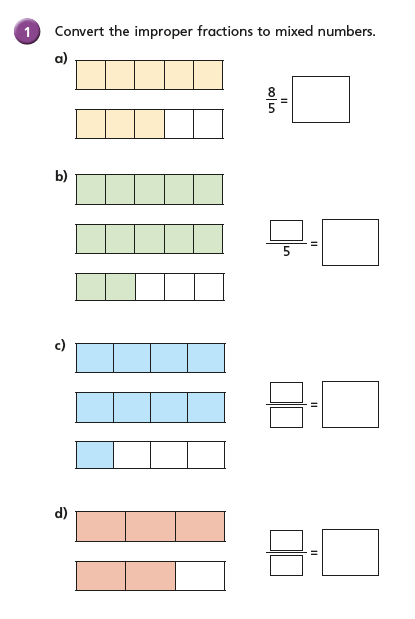 1 Convert the improper fractions to mixed numbers.
a)
8
5 =
b)
5 =
c)
=
d)
=